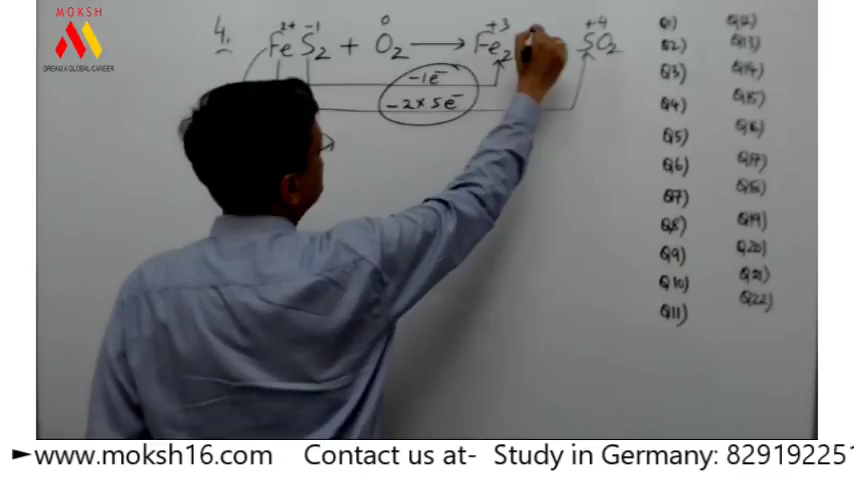 MOKSH
DREAM A GLOBAL CAREER
4.
2+ -1 0 +3 +4
Fe S2 + O2 → Fe2 SO2
-1e⁻
-2×5e⁻
Q1) Q12)
Q2) Q13)
Q3) Q14)
Q4) Q15)
Q5) Q16)
Q6) Q17)
Q7) Q18)
Q8) Q19)
Q9) Q20)
Q10) Q21)
Q11) Q22)
►www.moksh16.com Contact us at- Study in Germany: 82919225